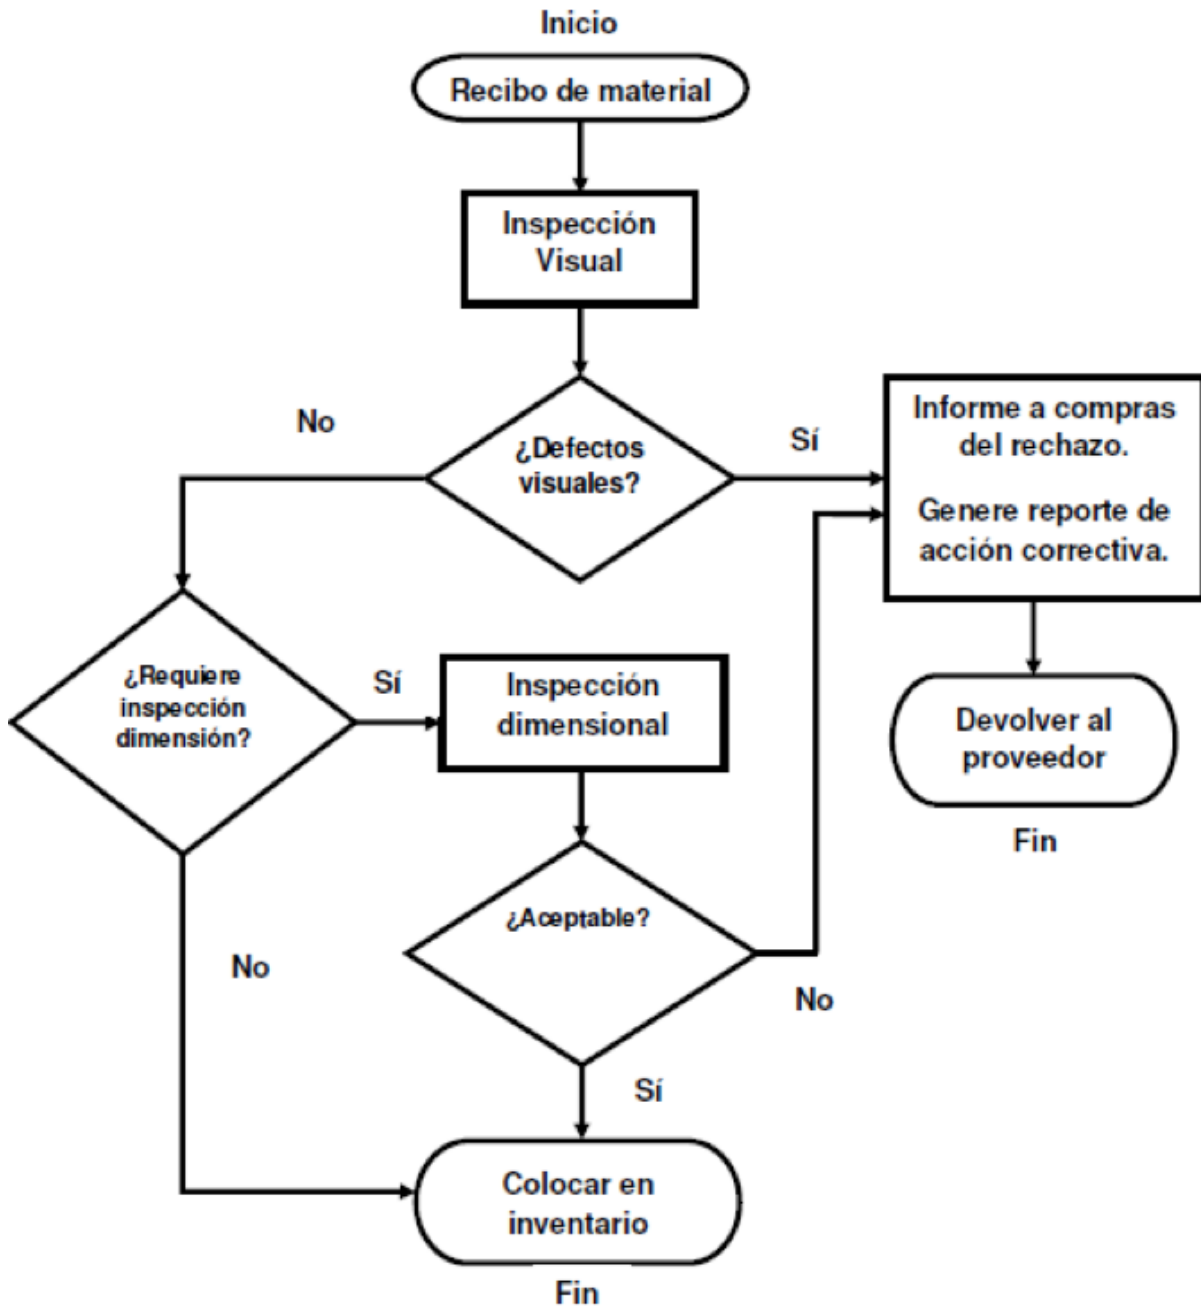 Inicio
Recibo de material
Inspección
Visual
¿Defectos
visuales?
No
Sí
Informe a compras
del rechazo.
Genere reporte de
acción correctiva.
¿Requiere
inspección
dimensión?
Sí
Inspección
dimensional
Devolver al
proveedor
Fin
¿Aceptable?
No
No
Sí
Colocar en
inventario
Fin